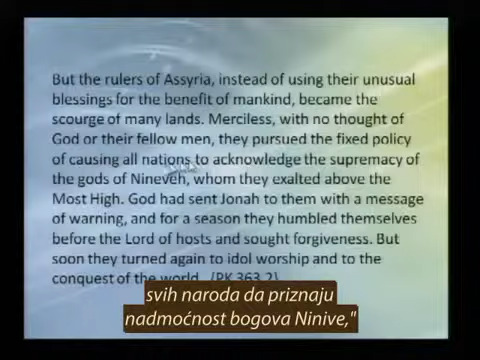 But the rulers of Assyria, instead of using their unusual
blessings for the benefit of mankind, became the
scourge of many lands. Merciless, with no thought of
God or their fellow men, they pursued the fixed policy
of causing all nations to acknowledge the supremacy of
the gods of Nineveh, whom they exalted above the
Most High. God had sent Jonah to them with a message
of warning, and for a season they humbled themselves
before the Lord of hosts and sought forgiveness. But
soon they turned again to idol worship and to the
conquest of the world. {PK 363.2}
svih naroda da priznaju
nadmoćnost bogova Ninive,"